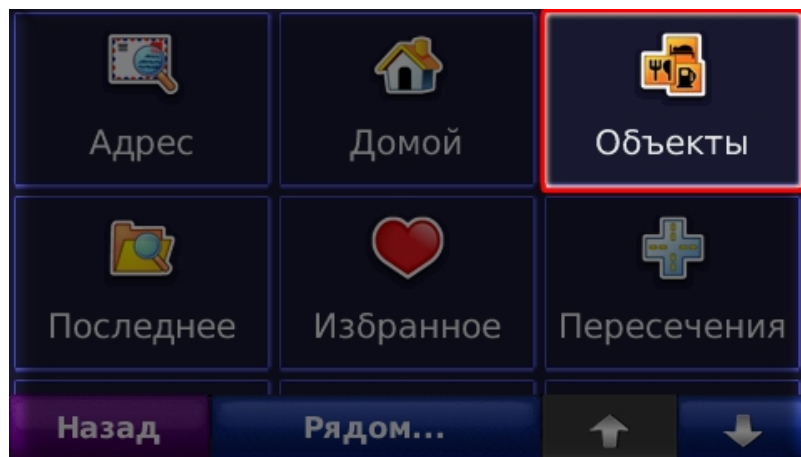 Адрес
Домой
Объекты
Последнее
Избранное
Пересечения
Назад
Рядом...